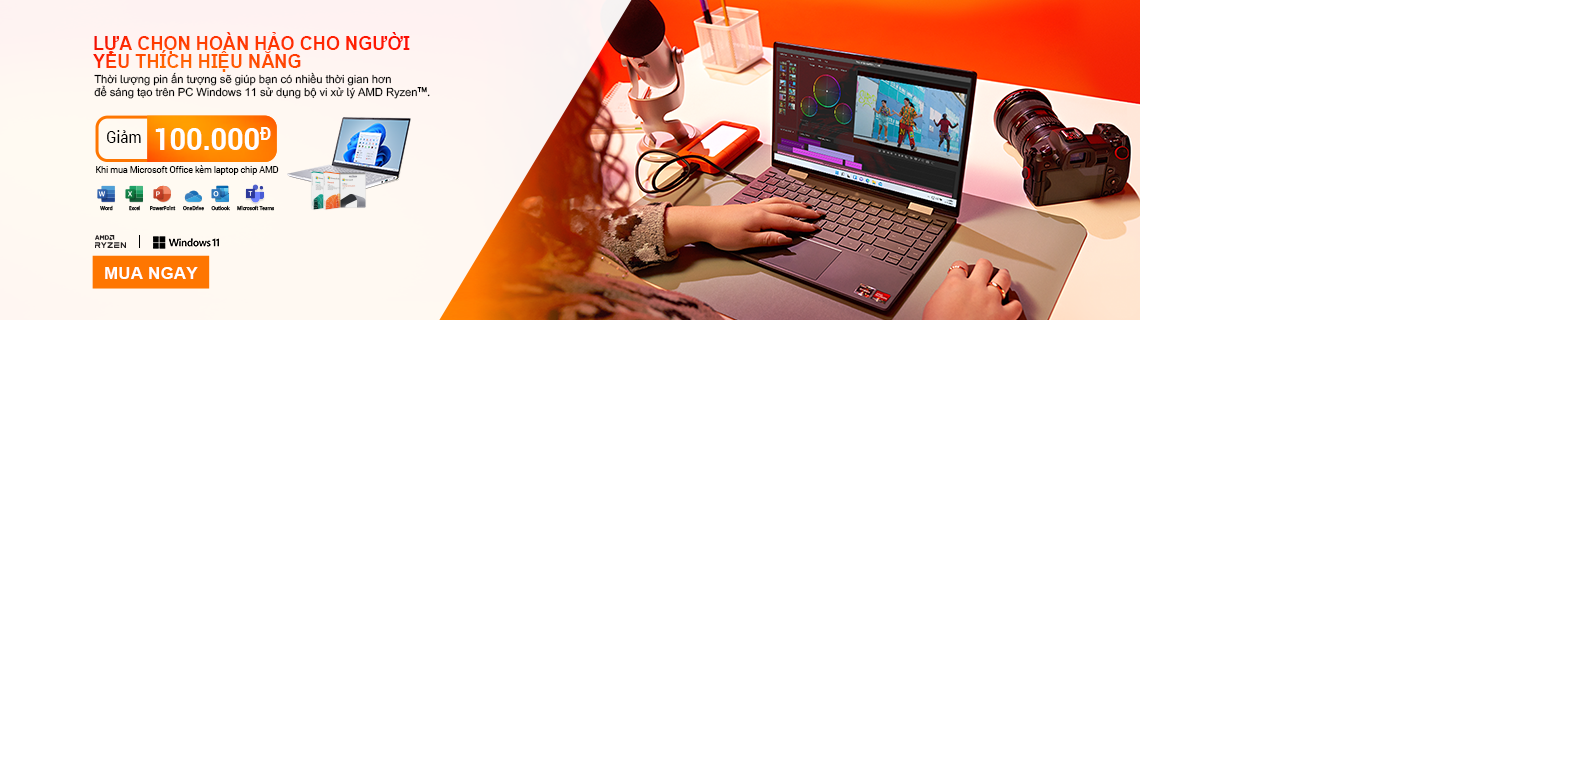 LỰA CHỌN HOÀN HẢO CHO NGƯỜI
YÊU THÍCH HIỆU NĂNG
Thời lượng pin ấn tượng sẽ giúp bạn có nhiều thời gian hơn
để sáng tạo trên PC Windows 11 sử dụng bộ vi xử lý AMD Ryzen™.
Giảm 100.000Đ
Khi mua Microsoft Office kèm laptop chip AMD
Word Excel PowerPoint OneDrive Outlook Microsoft Teams
AMD
RYZEN | Windows 11
MUA NGAY